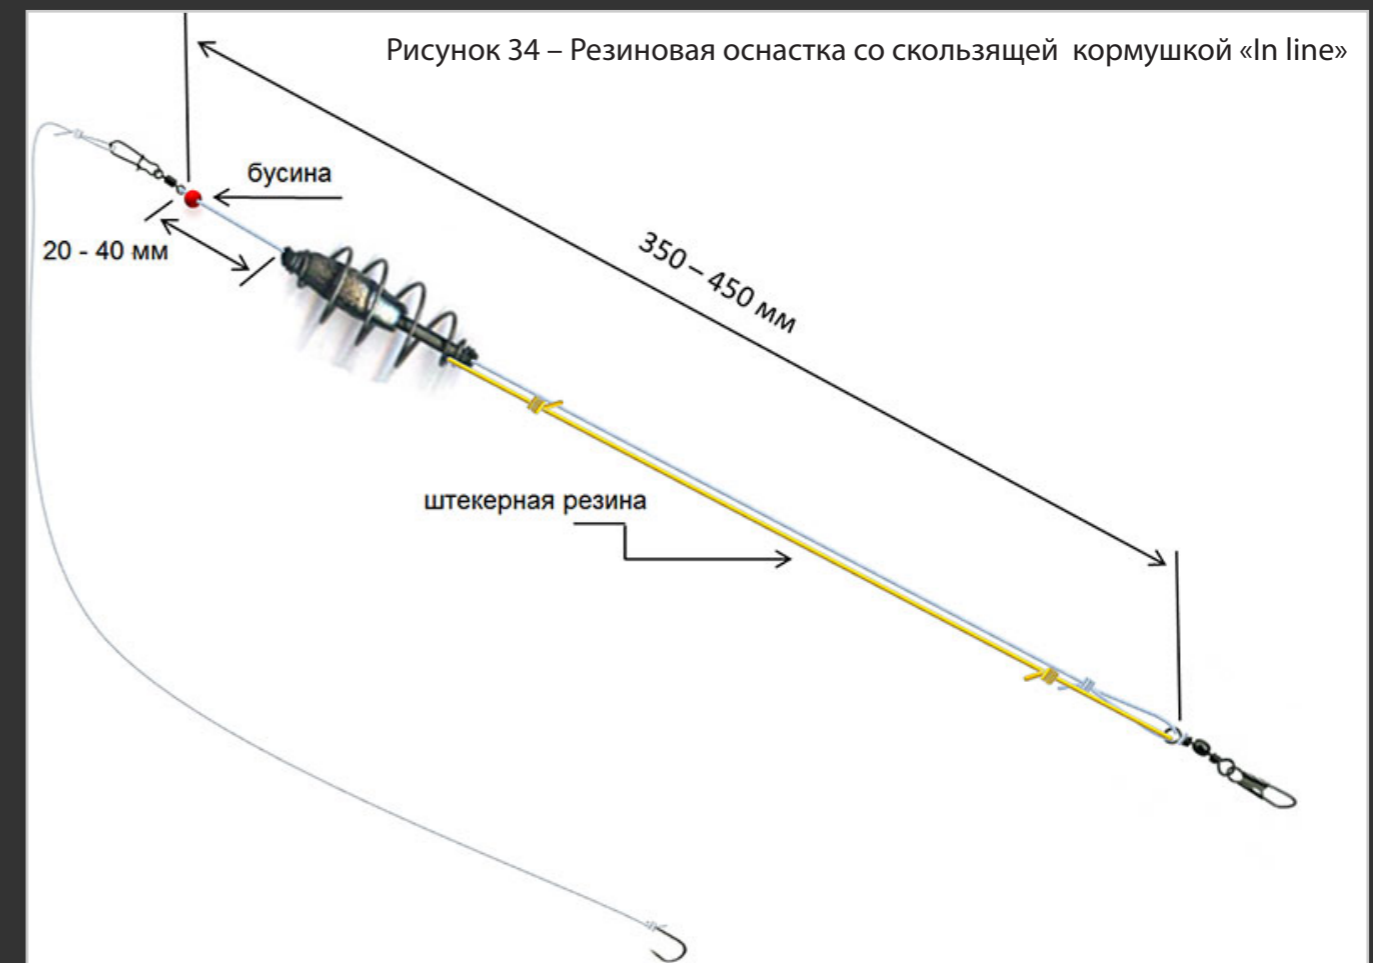 Рисунок 34 – Резиновая оснастка со скользящей  кормушкой «In line»
бусина
20 - 40 мм
350 – 450 мм
штекерная резина